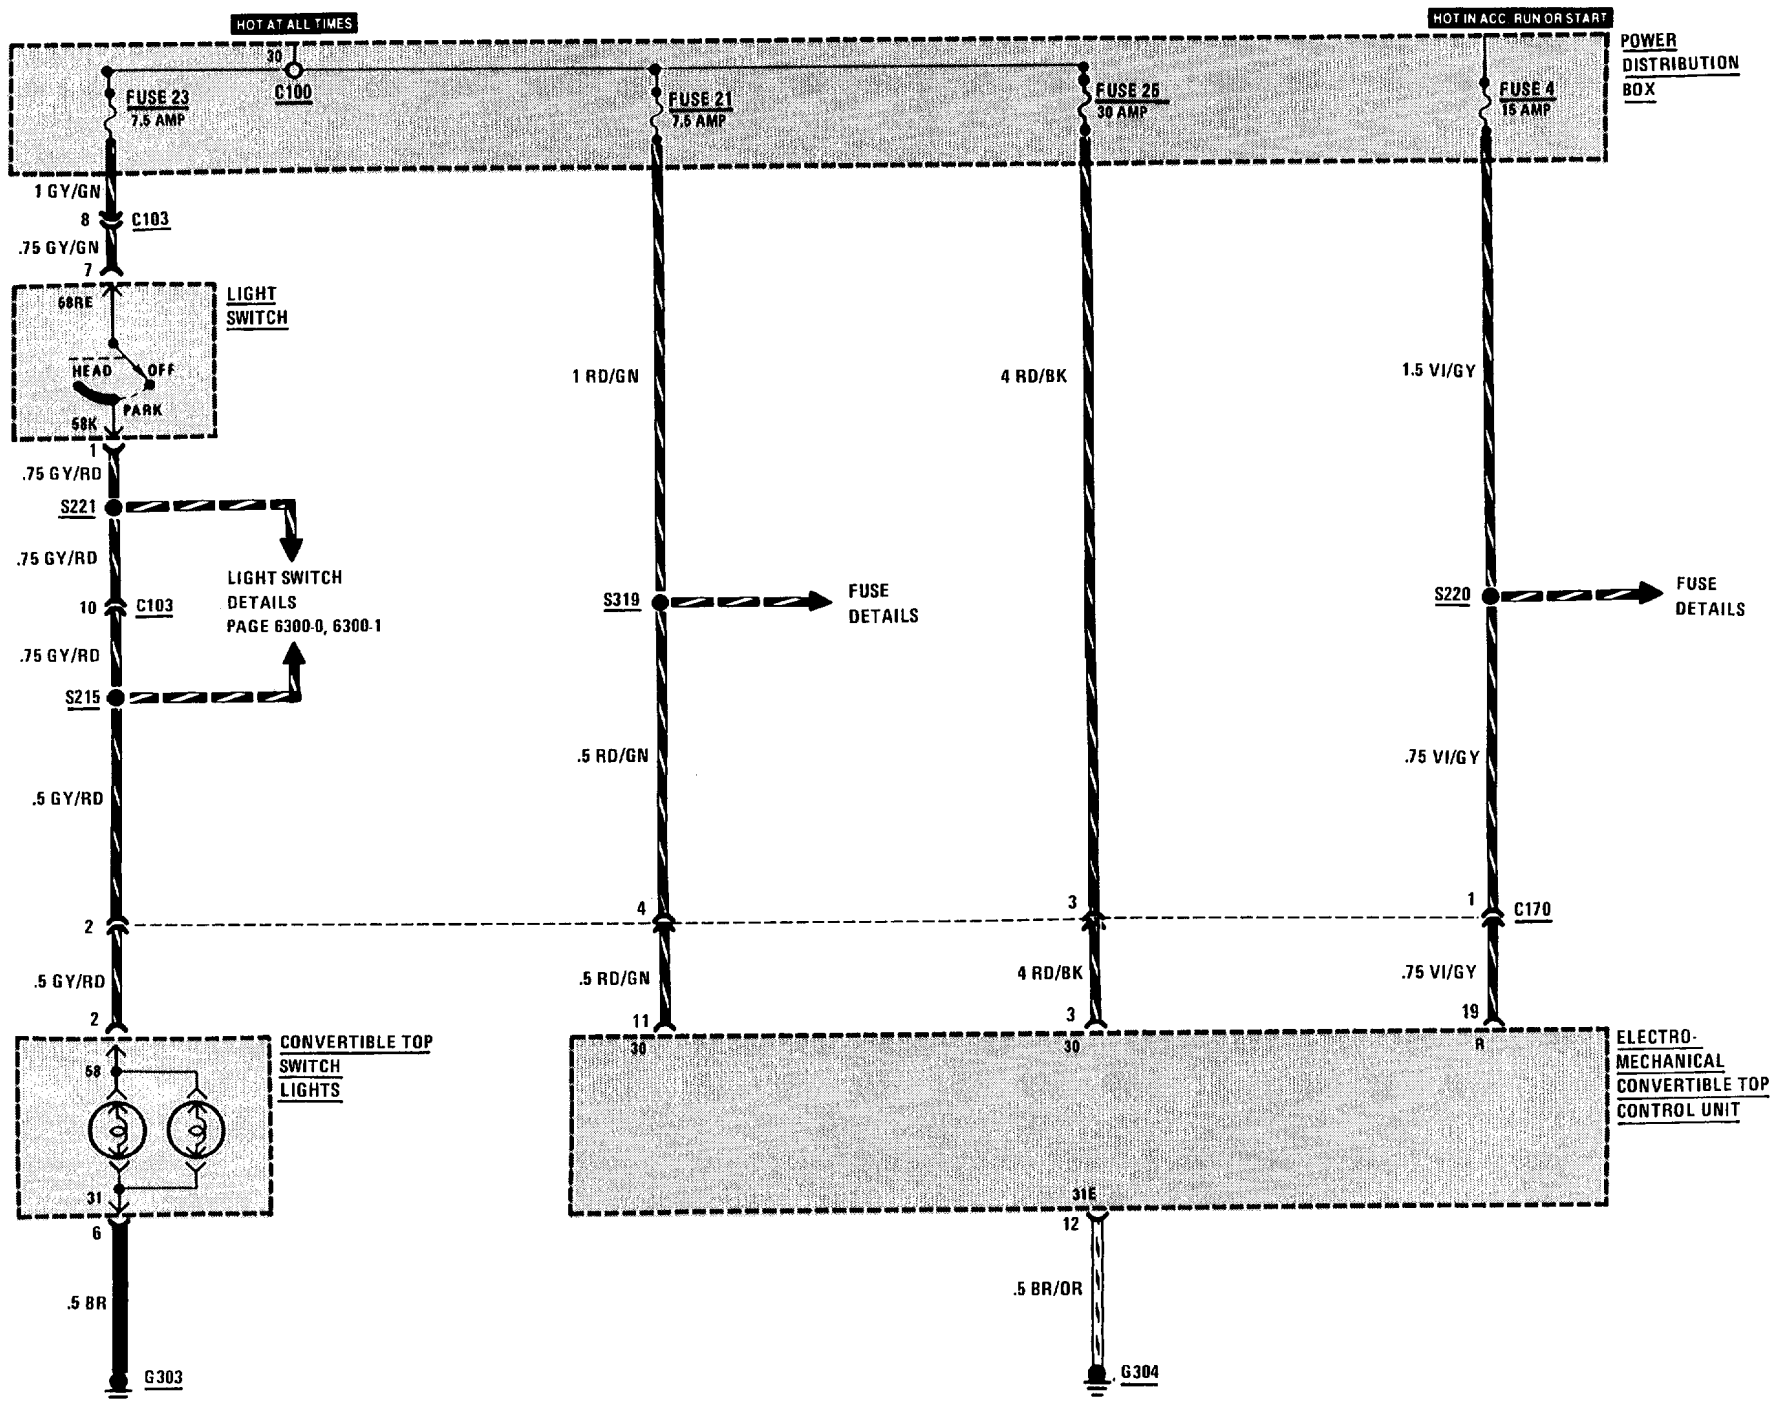 HOT AT ALL TIMES
HOT IN ACC. RUN OR START
POWER
DISTRIBUTION
BOX
30
C100
FUSE 23
7.5 AMP
FUSE 21
7.5 AMP
FUSE 25
30 AMP
FUSE 4
15 AMP
1 GY/GN
8
C103
.75 GY/GN
7
LIGHT
SWITCH
58RE
HEAD
OFF
PARK
58K
1
.75 GY/RD
S221
.75 GY/RD
LIGHT SWITCH
DETAILS
PAGE 6300-0, 6300-1
10
C103
.75 GY/RD
S215
1 RD/GN
4 RD/BK
1.5 VI/GY
S319
FUSE
DETAILS
S220
FUSE
DETAILS
.5 GY/RD
.5 RD/GN
.75 VI/GY
2
4
3
1
C170
.5 GY/RD
.5 RD/GN
4 RD/BK
.75 VI/GY
2
11
3
19
CONVERTIBLE TOP
SWITCH
LIGHTS
58
31
30
30
R
31E
ELECTRO-
MECHANICAL
CONVERTIBLE TOP
CONTROL UNIT
6
12
.5 BR
.5 BR/OR
G303
G304